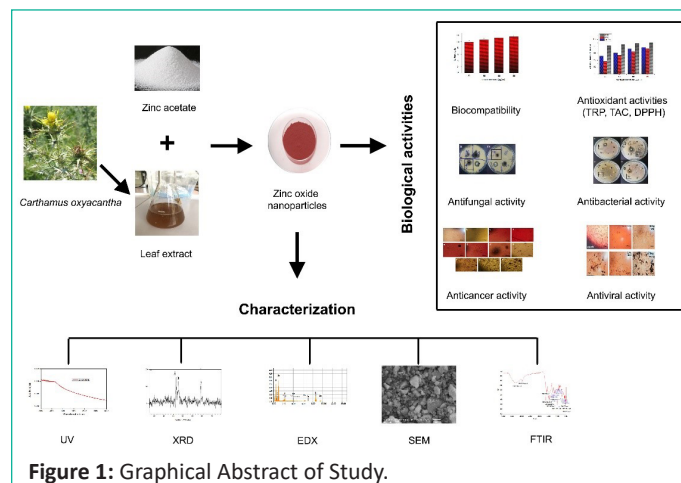 Zinc acetate
+
Carthamus oxyacantha
Leaf extract
Zinc oxide
nanoparticles
Biological activities
Biocompatibility
Antioxidant activities
(TRP, TAC, DPPH)
Antifungal activity
Antibacterial activity
Anticancer activity
Antiviral activity
Characterization
UV
XRD
EDX
SEM
FTIR
Figure 1: Graphical Abstract of Study.